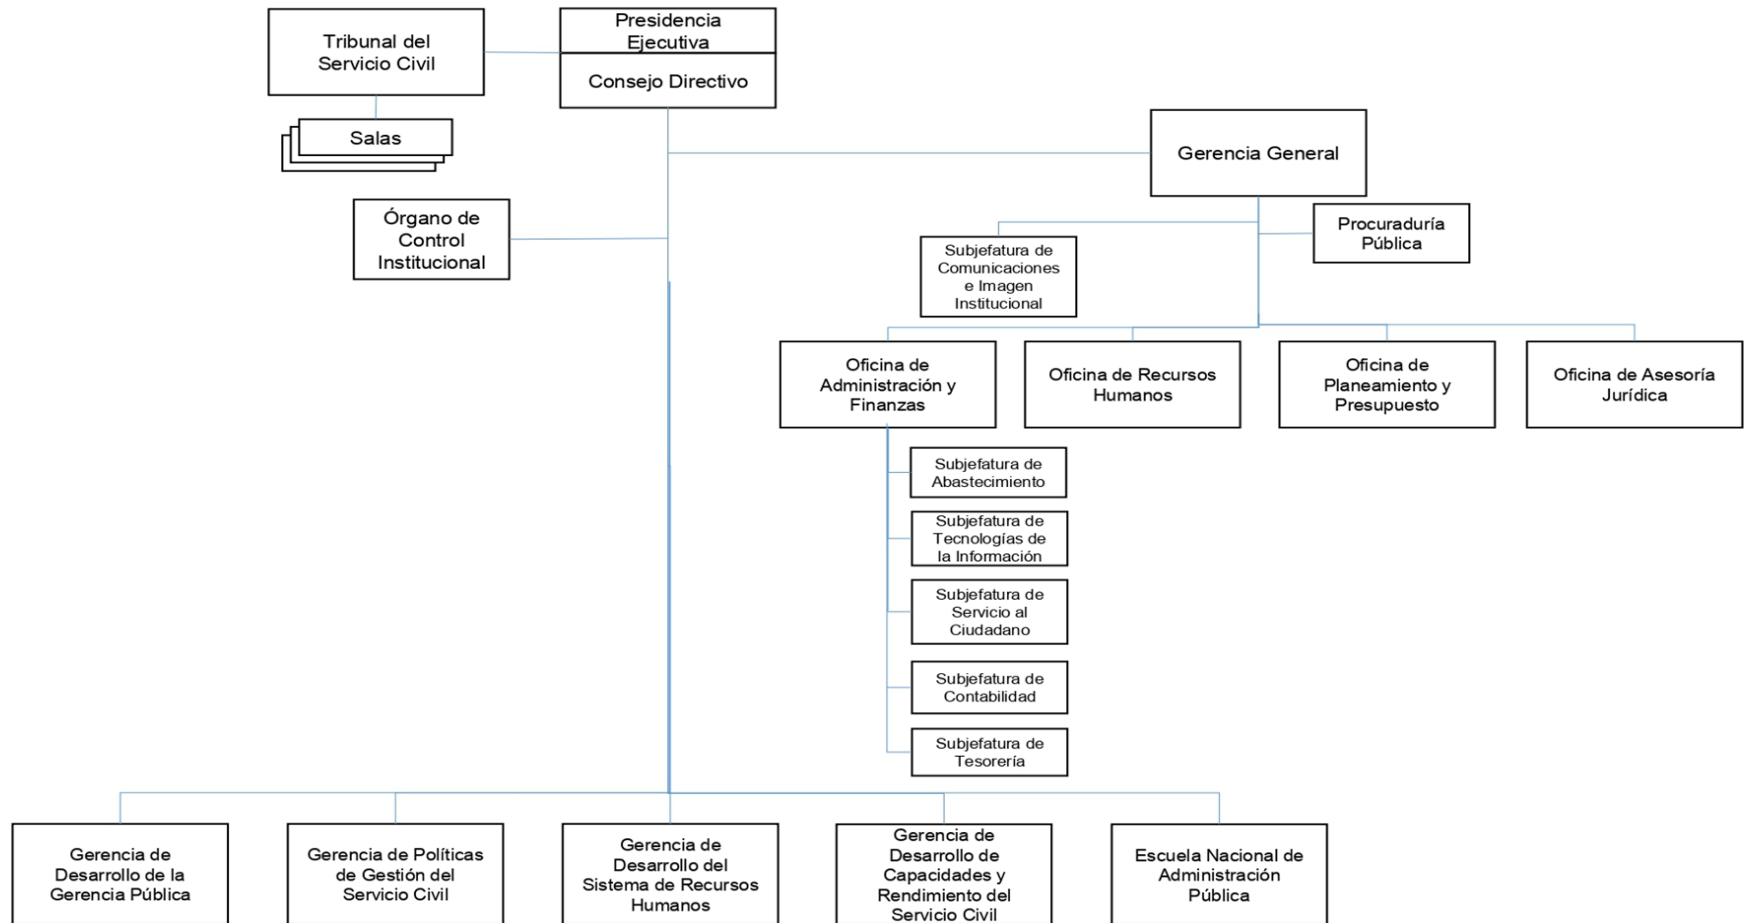 Presidencia
Ejecutiva
Tribunal del
Servicio Civil
Consejo Directivo
Salas
Gerencia General
Órgano de
Control
Institucional
Procuraduría
Pública
Subjefatura de
Comunicaciones
e Imagen
Institucional
Oficina de
Administración y
Finanzas
Oficina de Recursos
Humanos
Oficina de
Planeamiento y
Presupuesto
Oficina de Asesoría
Jurídica
Subjefatura de
Abastecimiento
Subjefatura de
Tecnologías de
la Información
Subjefatura de
Servicio al
Ciudadano
Subjefatura de
Contabilidad
Subjefatura de
Tesorería
Gerencia de
Desarrollo de la
Gerencia Pública
Gerencia de Políticas
de Gestión del
Servicio Civil
Gerencia de
Desarrollo del
Sistema de Recursos
Humanos
Gerencia de
Desarrollo de
Capacidades y
Rendimiento del
Servicio Civil
Escuela Nacional de
Administración
Pública